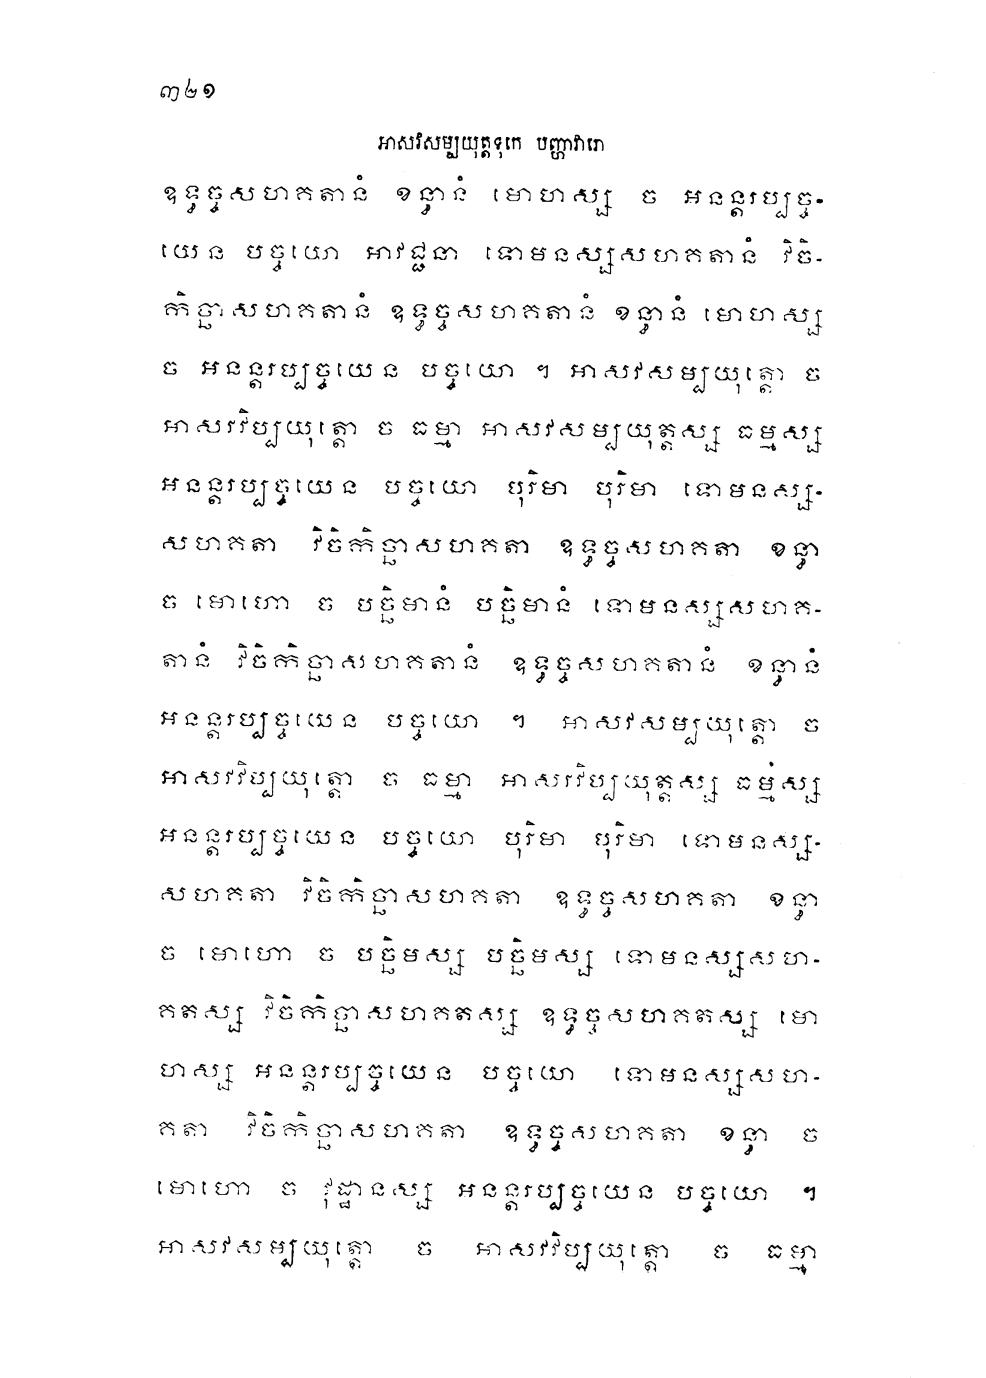 ៣២១
អាសវសម្បយុត្តទុកេ បញ្ហាវារោ
ឧទ្ធច្ចសហគតានំ ខន្ធានំ មោហស្ស ច អនន្តរប្បច្ច-
យេន បច្ចយោ អាវជ្ជនា ទោមនស្សសហគតានំ វិចិ-
កិច្ឆាសហគតានំ ឧទ្ធច្ចសហគតានំ ខន្ធានំ មោហស្ស
ច អនន្តរប្បច្ចយេន បច្ចយោ ។ អាសវសម្បយុត្តោ ច
អាសវវិប្បយុត្តោ ច ធម្មា អាសវសម្បយុត្តស្ស ធម្មស្ស
អនន្តរប្បច្ចយេន បច្ចយោ បុរិមា បុរិមា ទោមនស្ស-
សហគតា វិចិកិច្ឆាសហគតា ឧទ្ធច្ចសហគតា ខន្ធា
ច មោហោ ច បច្ឆិមានំ បច្ឆិមានំ ទោមនស្សសហគ-
តានំ វិចិកិច្ឆាសហគតានំ ឧទ្ធច្ចសហគតានំ ខន្ធានំ
អនន្តរប្បច្ចយេន បច្ចយោ ។ អាសវសម្បយុត្តោ ច
អាសវវិប្បយុត្តោ ច ធម្មា អាសវវិប្បយុត្តស្ស ធម្មស្ស
អនន្តរប្បច្ចយេន បច្ចយោ បុរិមា បុរិមា ទោមនស្ស-
សហគតា វិចិកិច្ឆាសហគតា ឧទ្ធច្ចសហគតា ខន្ធា
ច មោហោ ច បច្ឆិមស្ស បច្ឆិមស្ស ទោមនស្សសហ-
គតស្ស វិចិកិច្ឆាសហគតស្ស ឧទ្ធច្ចសហគតស្ស មោ
ហស្ស អនន្តរប្បច្ចយេន បច្ចយោ ទោមនស្សសហ-
គតា វិចិកិច្ឆាសហគតា ឧទ្ធច្ចសហគតា ខន្ធា ច
មោហោ ច វុដ្ឋានស្ស អនន្តរប្បច្ចយេន បច្ចយោ ។
អាសវសម្បយុត្តោ ច អាសវវិប្បយុត្តោ ច ធម្មា